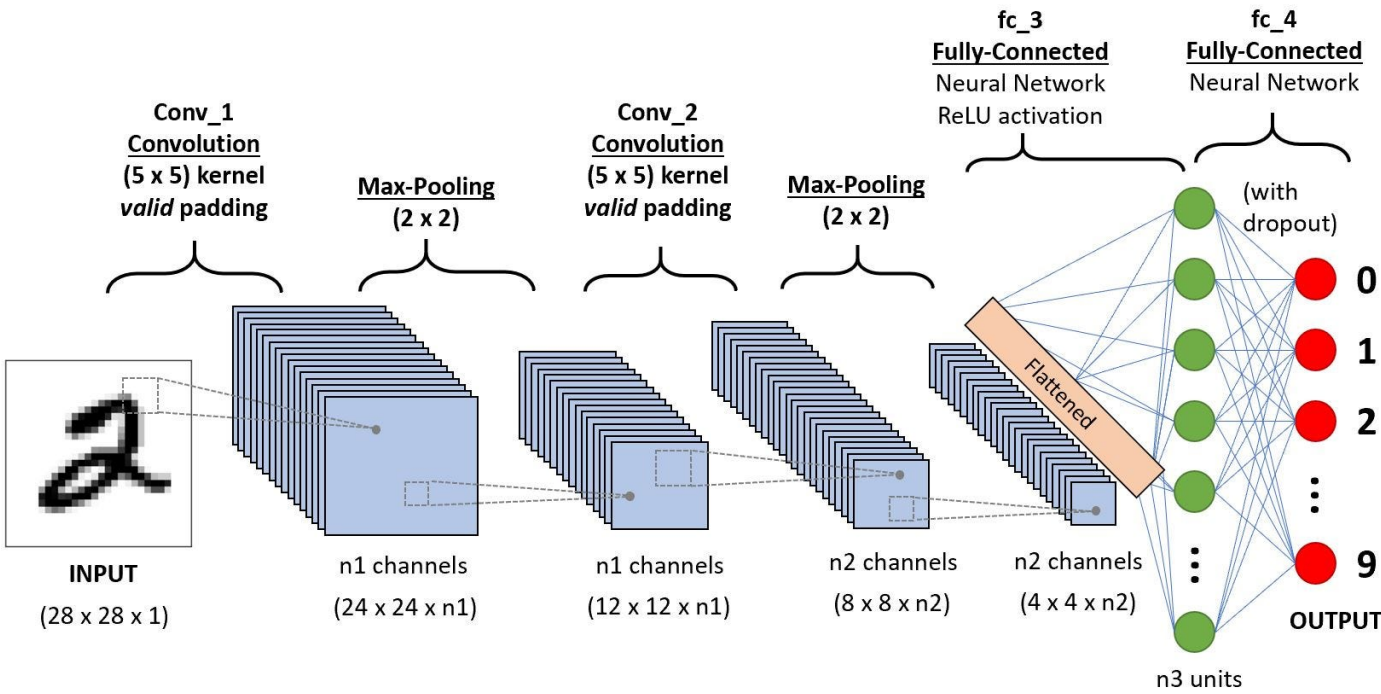 Conv_1
Convolution
(5 x 5) kernel
valid padding
Max-Pooling
(2 x 2)
Conv_2
Convolution
(5 x 5) kernel
valid padding
Max-Pooling
(2 x 2)
fc_3
Fully-Connected
Neural Network
ReLU activation
fc_4
Fully-Connected
Neural Network
(with
dropout)
Flattened
0
1
2
9
OUTPUT
INPUT
(28 x 28 x 1)
n1 channels
(24 x 24 x n1)
n1 channels
(12 x 12 x n1)
n2 channels
(8 x 8 x n2)
n2 channels
(4 x 4 x n2)
n3 units